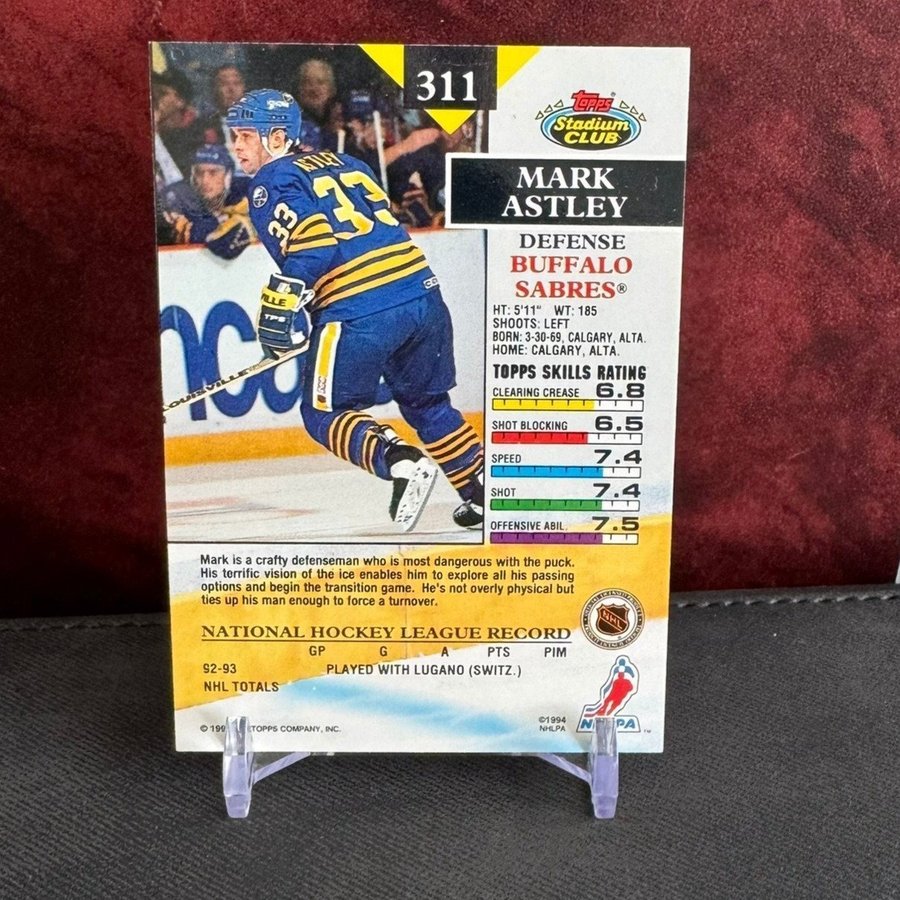 311
Topps
Stadium
CLUB
MARK
ASTLEY
DEFENSE
BUFFALO
SABRES®
HT: 5'11" WT: 185
SHOOTS: LEFT
BORN: 3-30-69, CALGARY, ALTA.
HOME: CALGARY, ALTA.
TOPPS SKILLS RATING
CLEARING CREASE 6.8
SHOT BLOCKING 6.5
SPEED 7.4
SHOT 7.4
OFFENSIVE ABIL. 7.5
ASTLEY
33
33
VILLE
TPS
LOUISVILLE
Mark is a crafty defenseman who is most dangerous with the puck.
His terrific vision of the ice enables him to explore all his passing
options and begin the transition game. He's not overly physical but
ties up his man enough to force a turnover.
NATIONAL HOCKEY LEAGUE RECORD
GP G A PTS PIM
92-93 PLAYED WITH LUGANO (SWITZ.)
NHL TOTALS
NHL
NHLPA
™
© TOPPS COMPANY, INC.
©1994
NHLPA